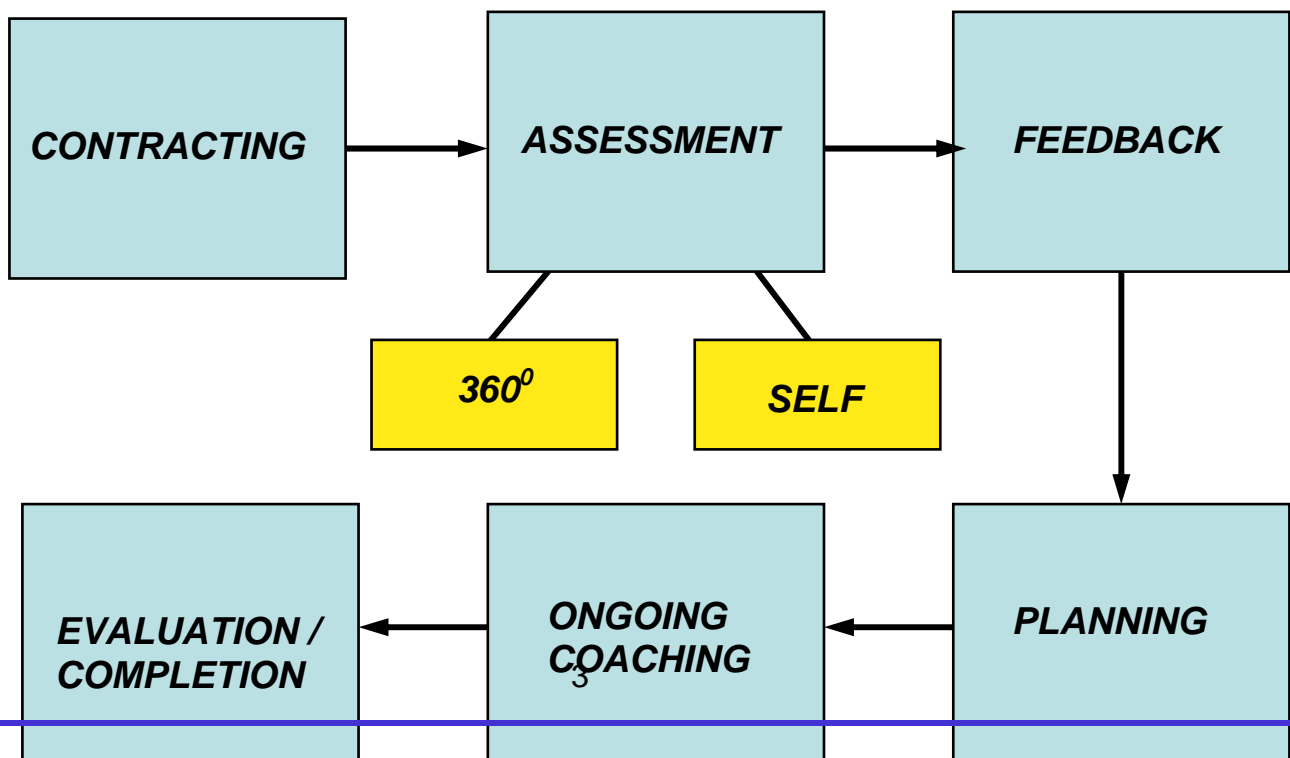 CONTRACTING
ASSESSMENT
FEEDBACK
360⁰
SELF
EVALUATION /
COMPLETION
ONGOING
COACHING
3
PLANNING